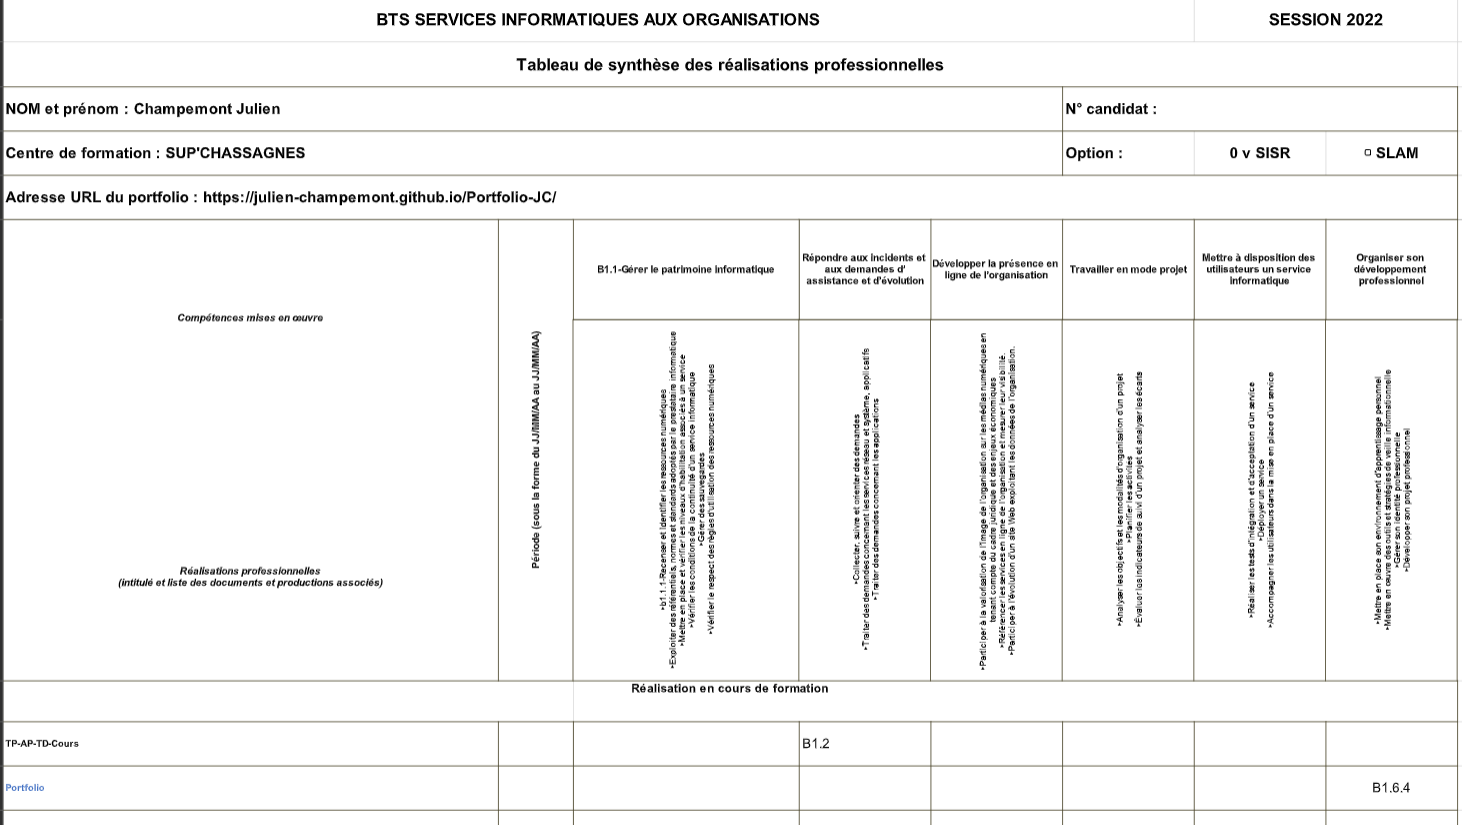 BTS SERVICES INFORMATIQUES AUX ORGANISATIONS
SESSION 2022
Tableau de synthèse des réalisations professionnelles
NOM et prénom : Champemont Julien
N° candidat :
Centre de formation : SUP'CHASSAGNES
Option :
0 v SISR
▢ SLAM
Adresse URL du portfolio : https://julien-champemont.github.io/Portfolio-JC/
Compétences mises en œuvre
Réalisations professionnelles
(intitulé et liste des documents et productions associés)
Période (sous la forme du JJ/MM/AA au JJ/MM/AA)
B1.1-Gérer le patrimoine informatique
Répondre aux incidents et
aux demandes d'
assistance et d'évolution
Développer la présence en
ligne de l'organisation
Travailler en mode projet
Mettre à disposition des
utilisateurs un service
informatique
Organiser son
développement
professionnel
‣b1.1.1-Recenser et identifier les ressources numériques
‣Exploiter des référentiels, normes et standards adoptés par le prestataire informatique
‣Mettre en place et vérifier les niveaux d'habilitation associés à un service
‣Vérifier les conditions de la continuité d'un service informatique
‣Gérer des sauvegardes
‣Vérifier le respect des règles d'utilisation des ressources numériques
‣Collecter, suivre et orienter des demandes
‣Traiter des demandes concernant les services réseau et système, applicatifs
‣Traiter des demandes concernant les applications
‣Participer à la valorisation de l'image de l'organisation sur les médias numériques en
tenant compte du cadre juridique et des enjeux économiques
‣Référencer les services en ligne de l'organisation et mesurer leur visibilité.
‣Participer à l'évolution d'un site Web exploitant les données de l'organisation.
‣Analyser les objectifs et les modalités d'organisation d'un projet
‣Planifier les activités
‣Évaluer les indicateurs de suivi d'un projet et analyser les écarts
‣Réaliser les tests d'intégration et d'acceptation d'un service
‣Déployer un service
‣Accompagner les utilisateurs dans la mise en place d'un service
‣Mettre en place son environnement d'apprentissage personnel
‣Mettre en œuvre des outils et stratégies de veille informationnelle
‣Gérer son identité professionnelle
‣Développer son projet professionnel
Réalisation en cours de formation
TP-AP-TD-Cours
B1.2
Portfolio
B1.6.4